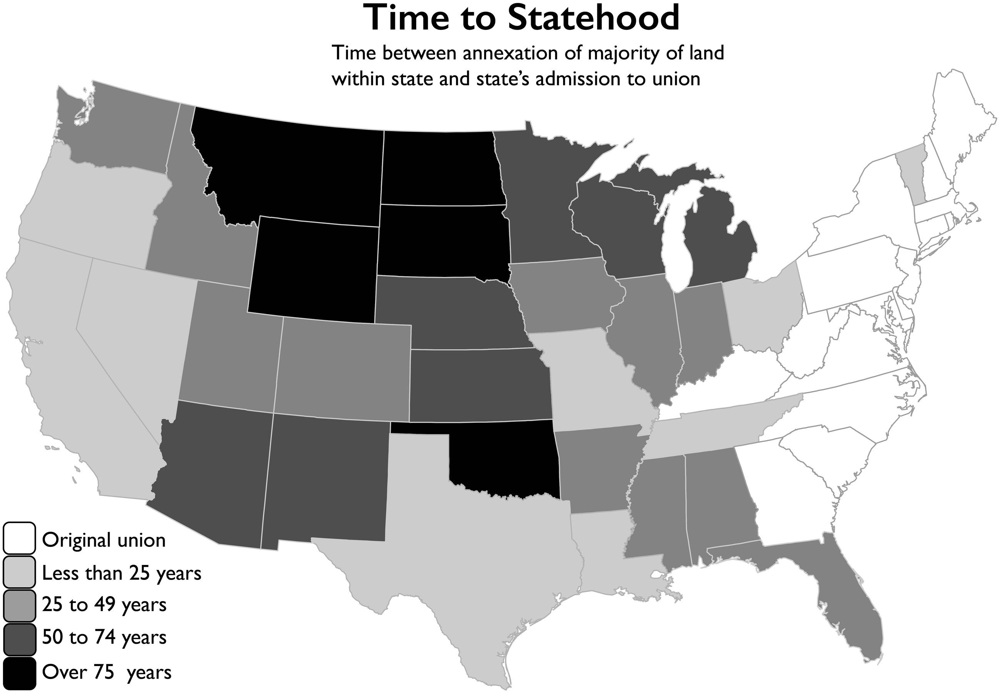 Time to Statehood
Time between annexation of majority of land
within state and state’s admission to union
Original union
Less than 25 years
25 to 49 years
50 to 74 years
Over 75 years